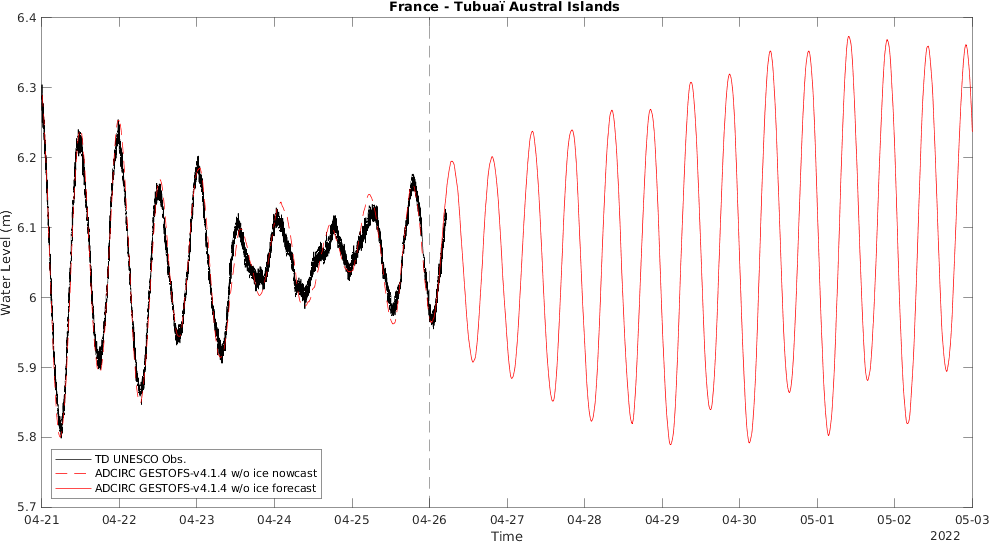 France - Tubuaï Austral Islands
6.4
6.3
6.2
6.1
6
5.9
5.8
5.7
Water Level (m)
TD UNESCO Obs.
ADCIRC GESTOFS-v4.1.4 w/o ice nowcast
ADCIRC GESTOFS-v4.1.4 w/o ice forecast
04-21 04-22 04-23 04-24 04-25 04-26 04-27 04-28 04-29 04-30 05-01 05-02 05-03
Time
2022